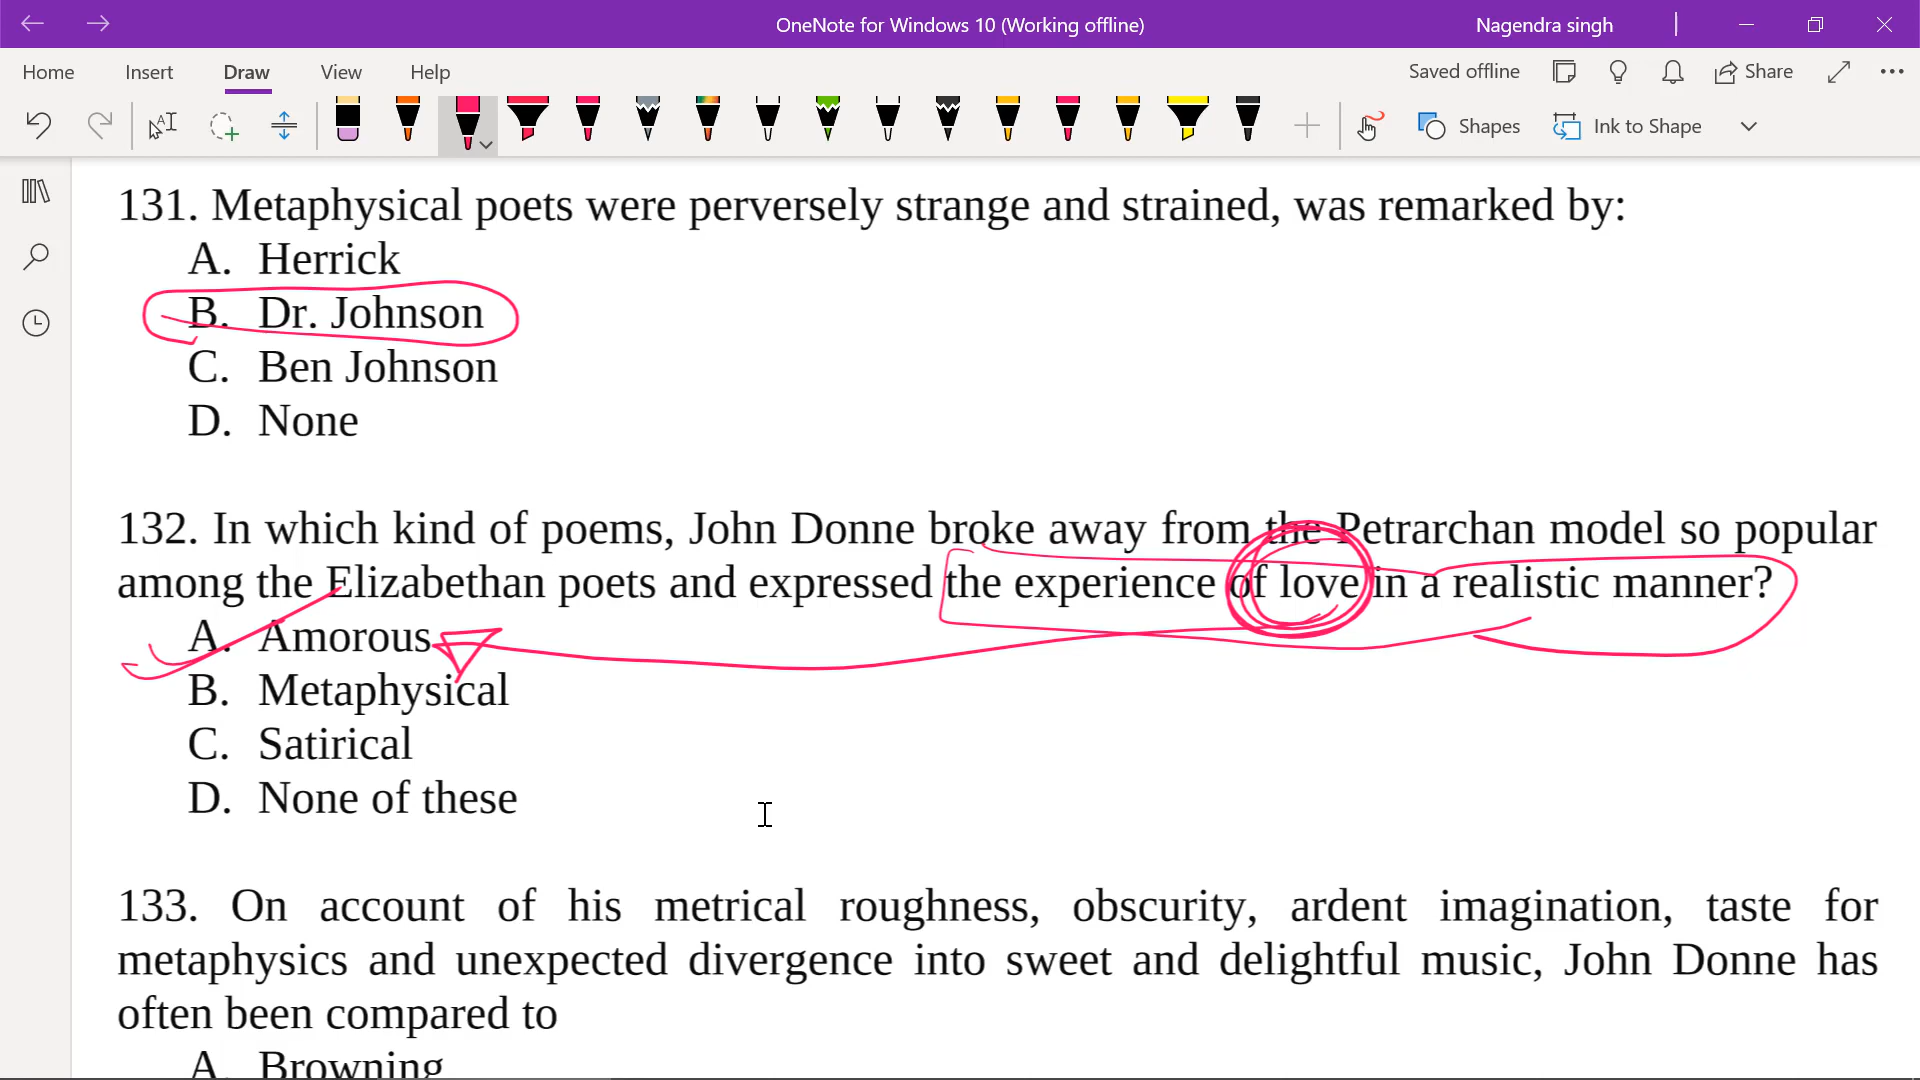 OneNote for Windows 10 (Working offline) Nagendra singh
Home Insert Draw View Help Saved offline Share
Shapes Ink to Shape
131. Metaphysical poets were perversely strange and strained, was remarked by:
A. Herrick
B. Dr. Johnson
C. Ben Johnson
D. None
132. In which kind of poems, John Donne broke away from the Petrarchan model so popular
among the Elizabethan poets and expressed the experience of love in a realistic manner?
A. Amorous
B. Metaphysical
C. Satirical
D. None of these
133. On account of his metrical roughness, obscurity, ardent imagination, taste for
metaphysics and unexpected divergence into sweet and delightful music, John Donne has
often been compared to
A. Browning